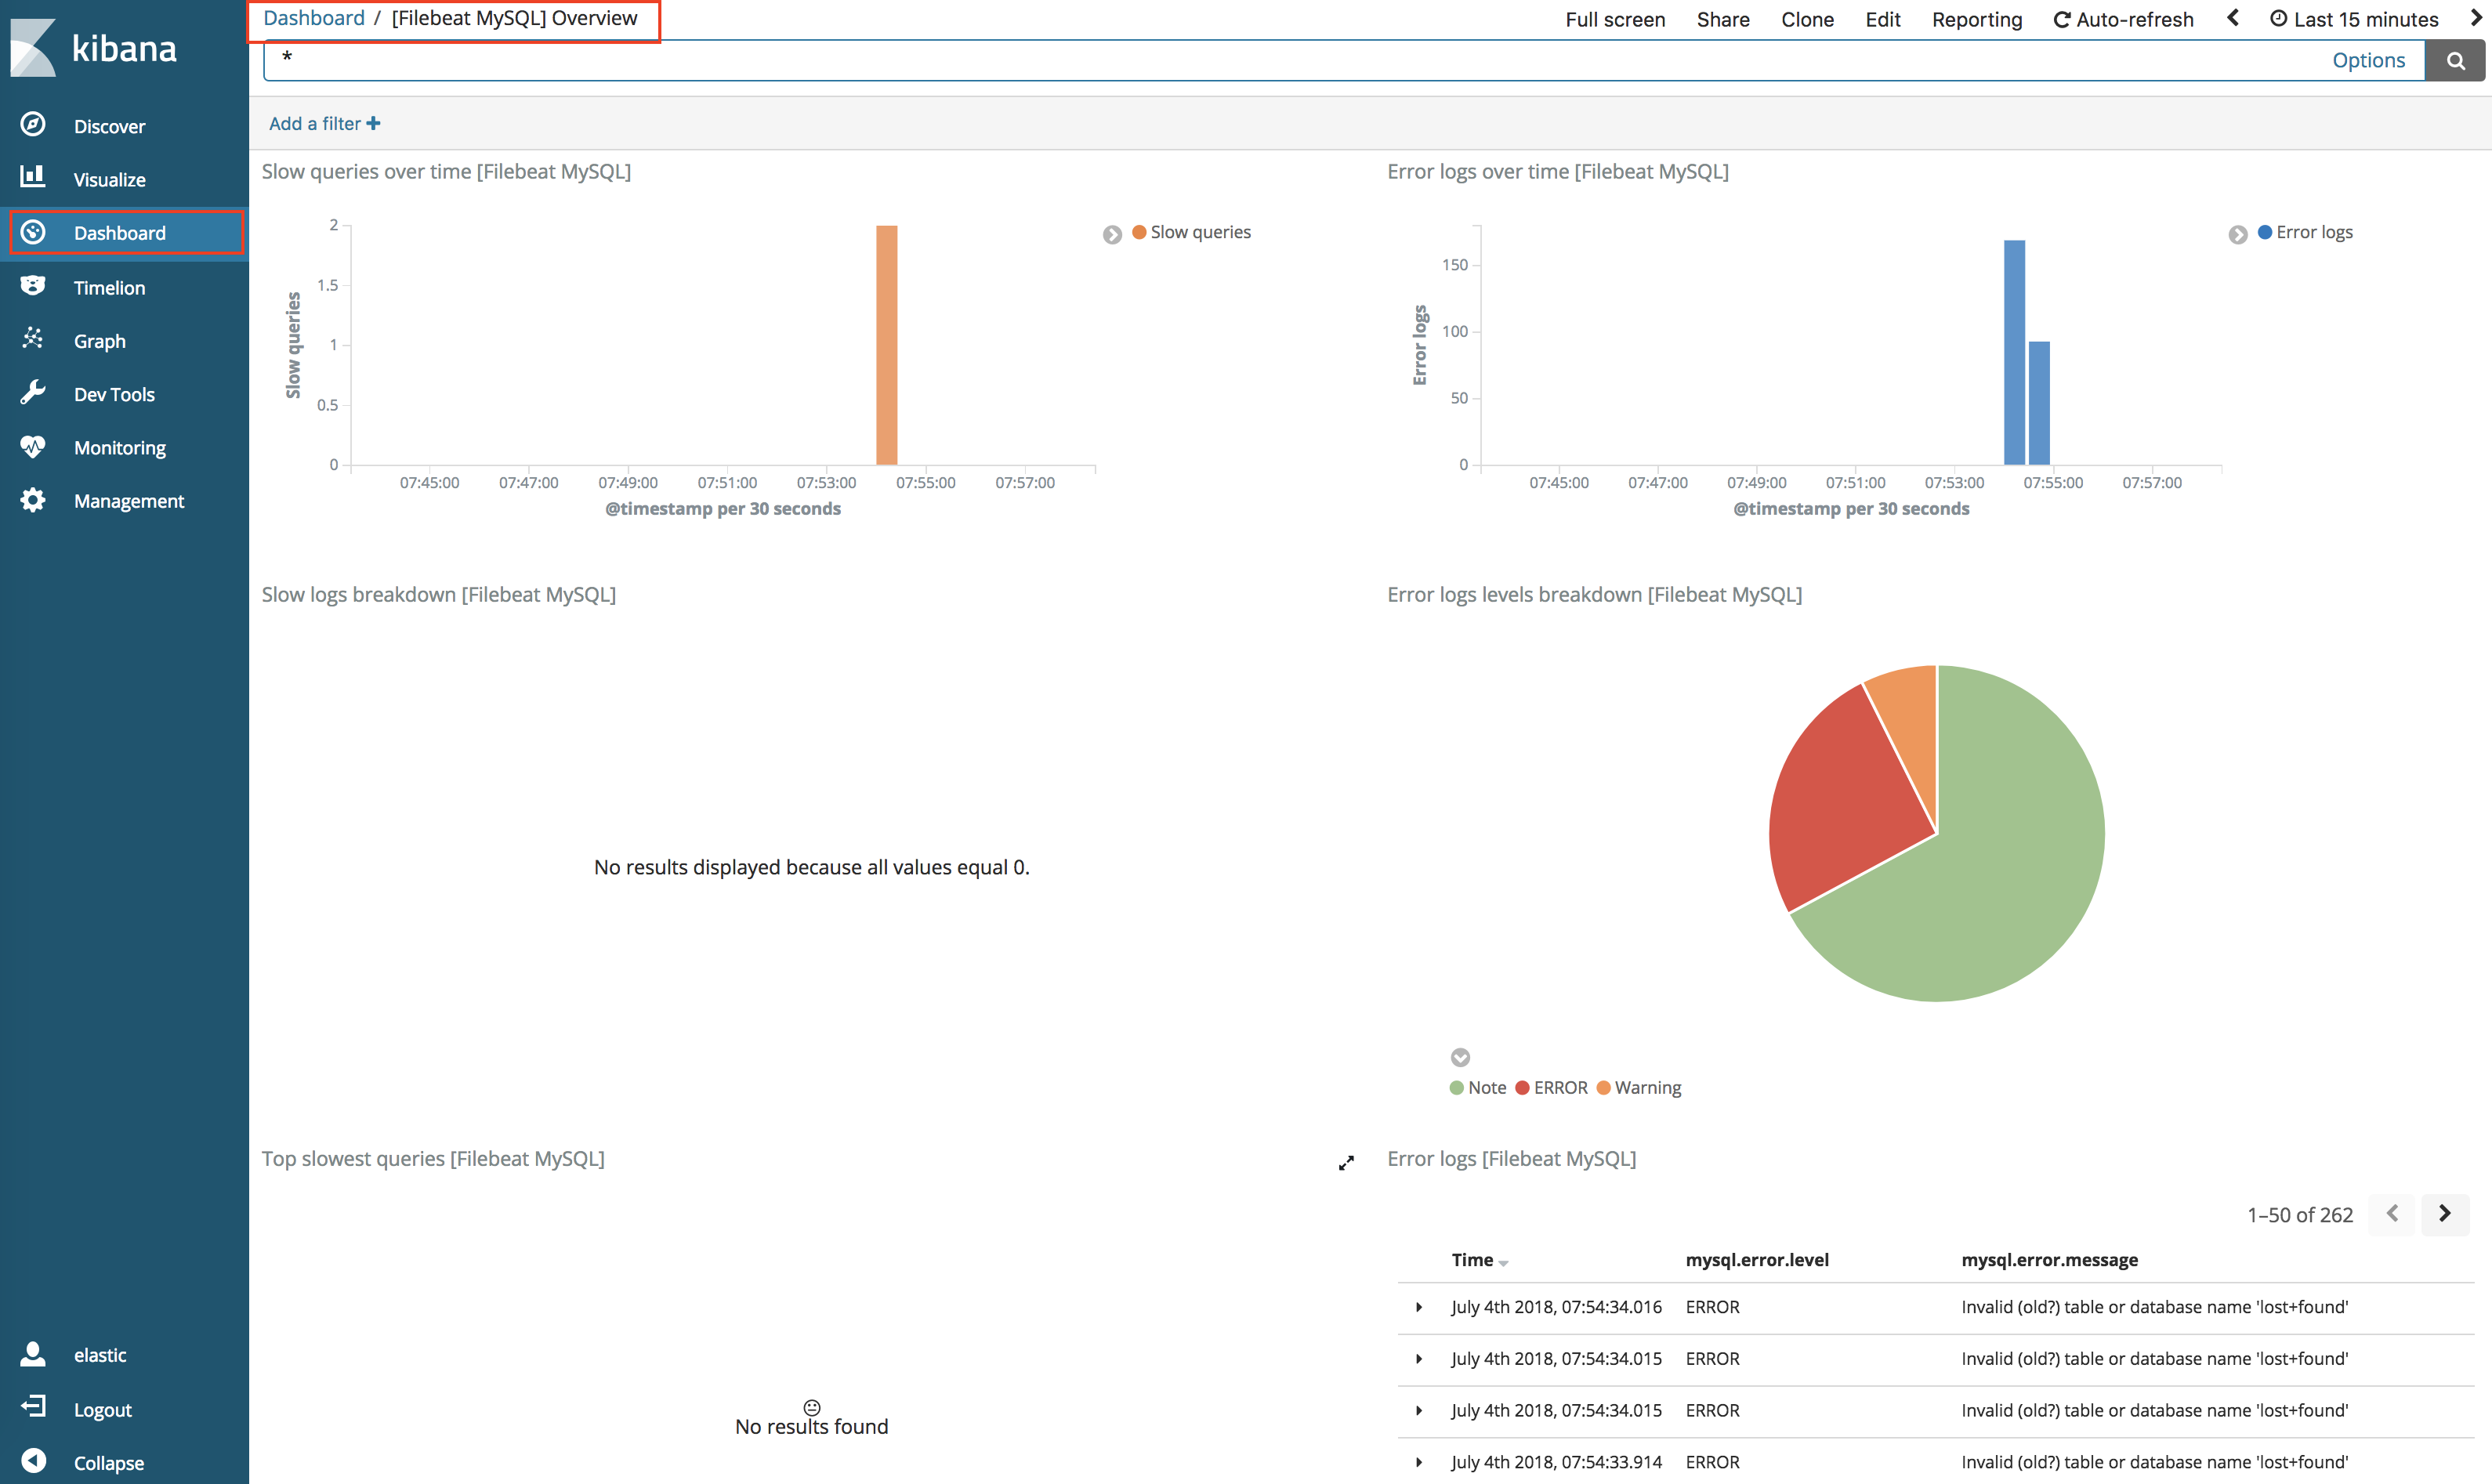 kibana
Discover
Visualize
Dashboard
Timelion
Graph
Dev Tools
Monitoring
Management
elastic
Logout
Collapse
Dashboard / [Filebeat MySQL] Overview
Full screen Share Clone Edit Reporting Auto-refresh Last 15 minutes
* Options
Add a filter +
Slow queries over time [Filebeat MySQL]
Slow queries
2
1.5
1
0.5
0
07:45:00 07:47:00 07:49:00 07:51:00 07:53:00 07:55:00 07:57:00
@timestamp per 30 seconds
Slow queries
Error logs over time [Filebeat MySQL]
Error logs
150
100
50
0
07:45:00 07:47:00 07:49:00 07:51:00 07:53:00 07:55:00 07:57:00
@timestamp per 30 seconds
Error logs
Slow logs breakdown [Filebeat MySQL]
No results displayed because all values equal 0.
Error logs levels breakdown [Filebeat MySQL]
Note ERROR Warning
Top slowest queries [Filebeat MySQL]
No results found
Error logs [Filebeat MySQL]
1–50 of 262
Time mysql.error.level mysql.error.message
July 4th 2018, 07:54:34.016 ERROR Invalid (old?) table or database name 'lost+found'
July 4th 2018, 07:54:34.015 ERROR Invalid (old?) table or database name 'lost+found'
July 4th 2018, 07:54:34.015 ERROR Invalid (old?) table or database name 'lost+found'
July 4th 2018, 07:54:33.914 ERROR Invalid (old?) table or database name 'lost+found'